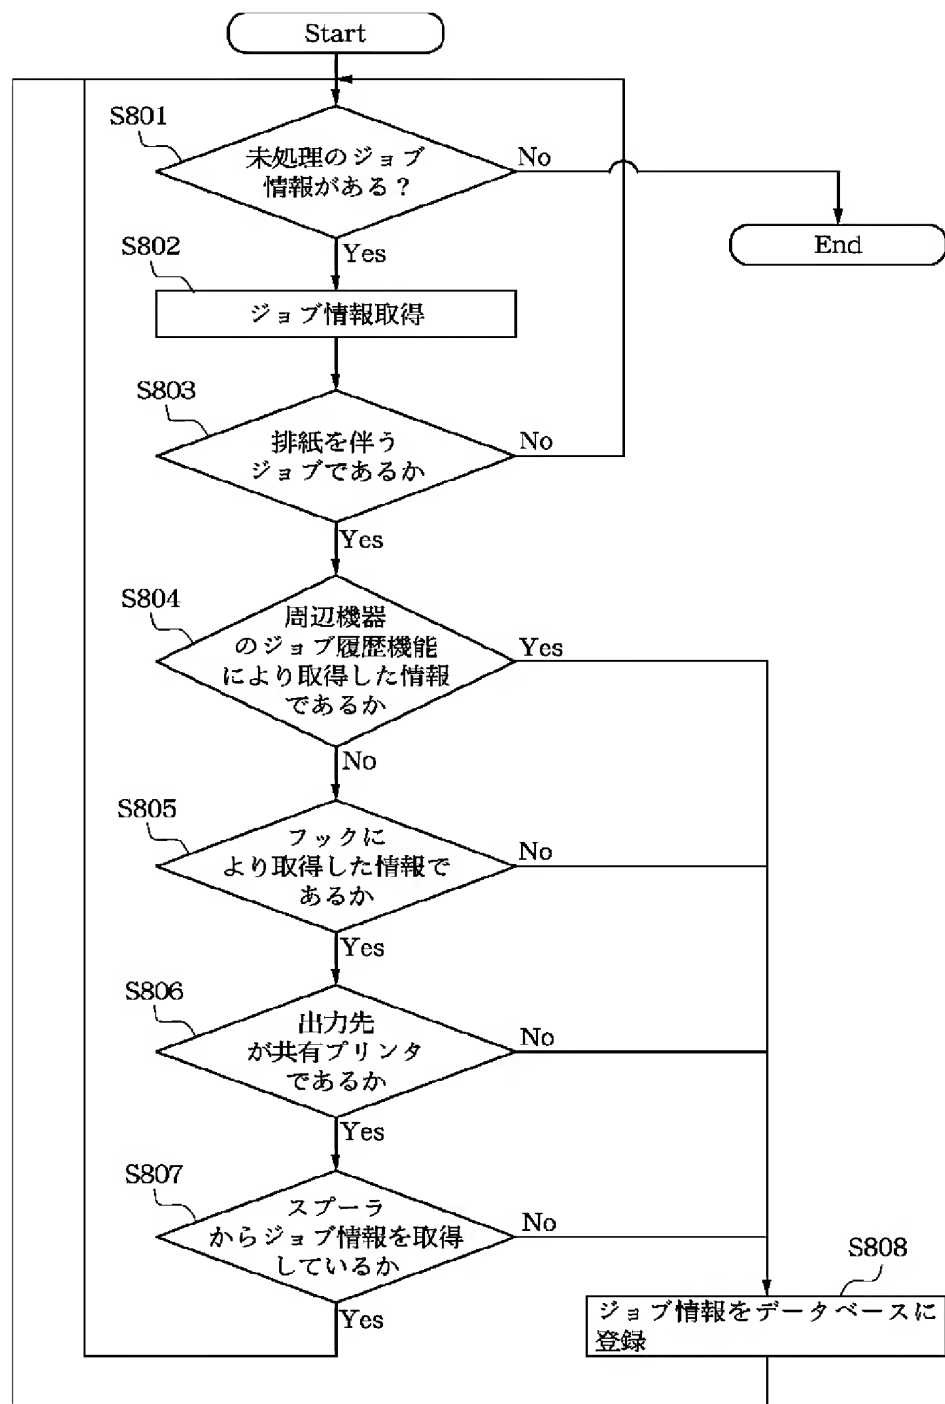 Start
S801
未処理のジョブ
情報がある？
No
End
Yes
S802
ジョブ情報取得
S803
排紙を伴う
ジョブであるか
No
Yes
S804
周辺機器
のジョブ履歴機能
により取得した情報
であるか
Yes
No
S805
フックに
より取得した情報で
あるか
No
Yes
S806
出力先
が共有プリンタ
であるか
No
Yes
S807
スプーラ
からジョブ情報を取得
しているか
No
Yes
S808
ジョブ情報をデータベースに
登録